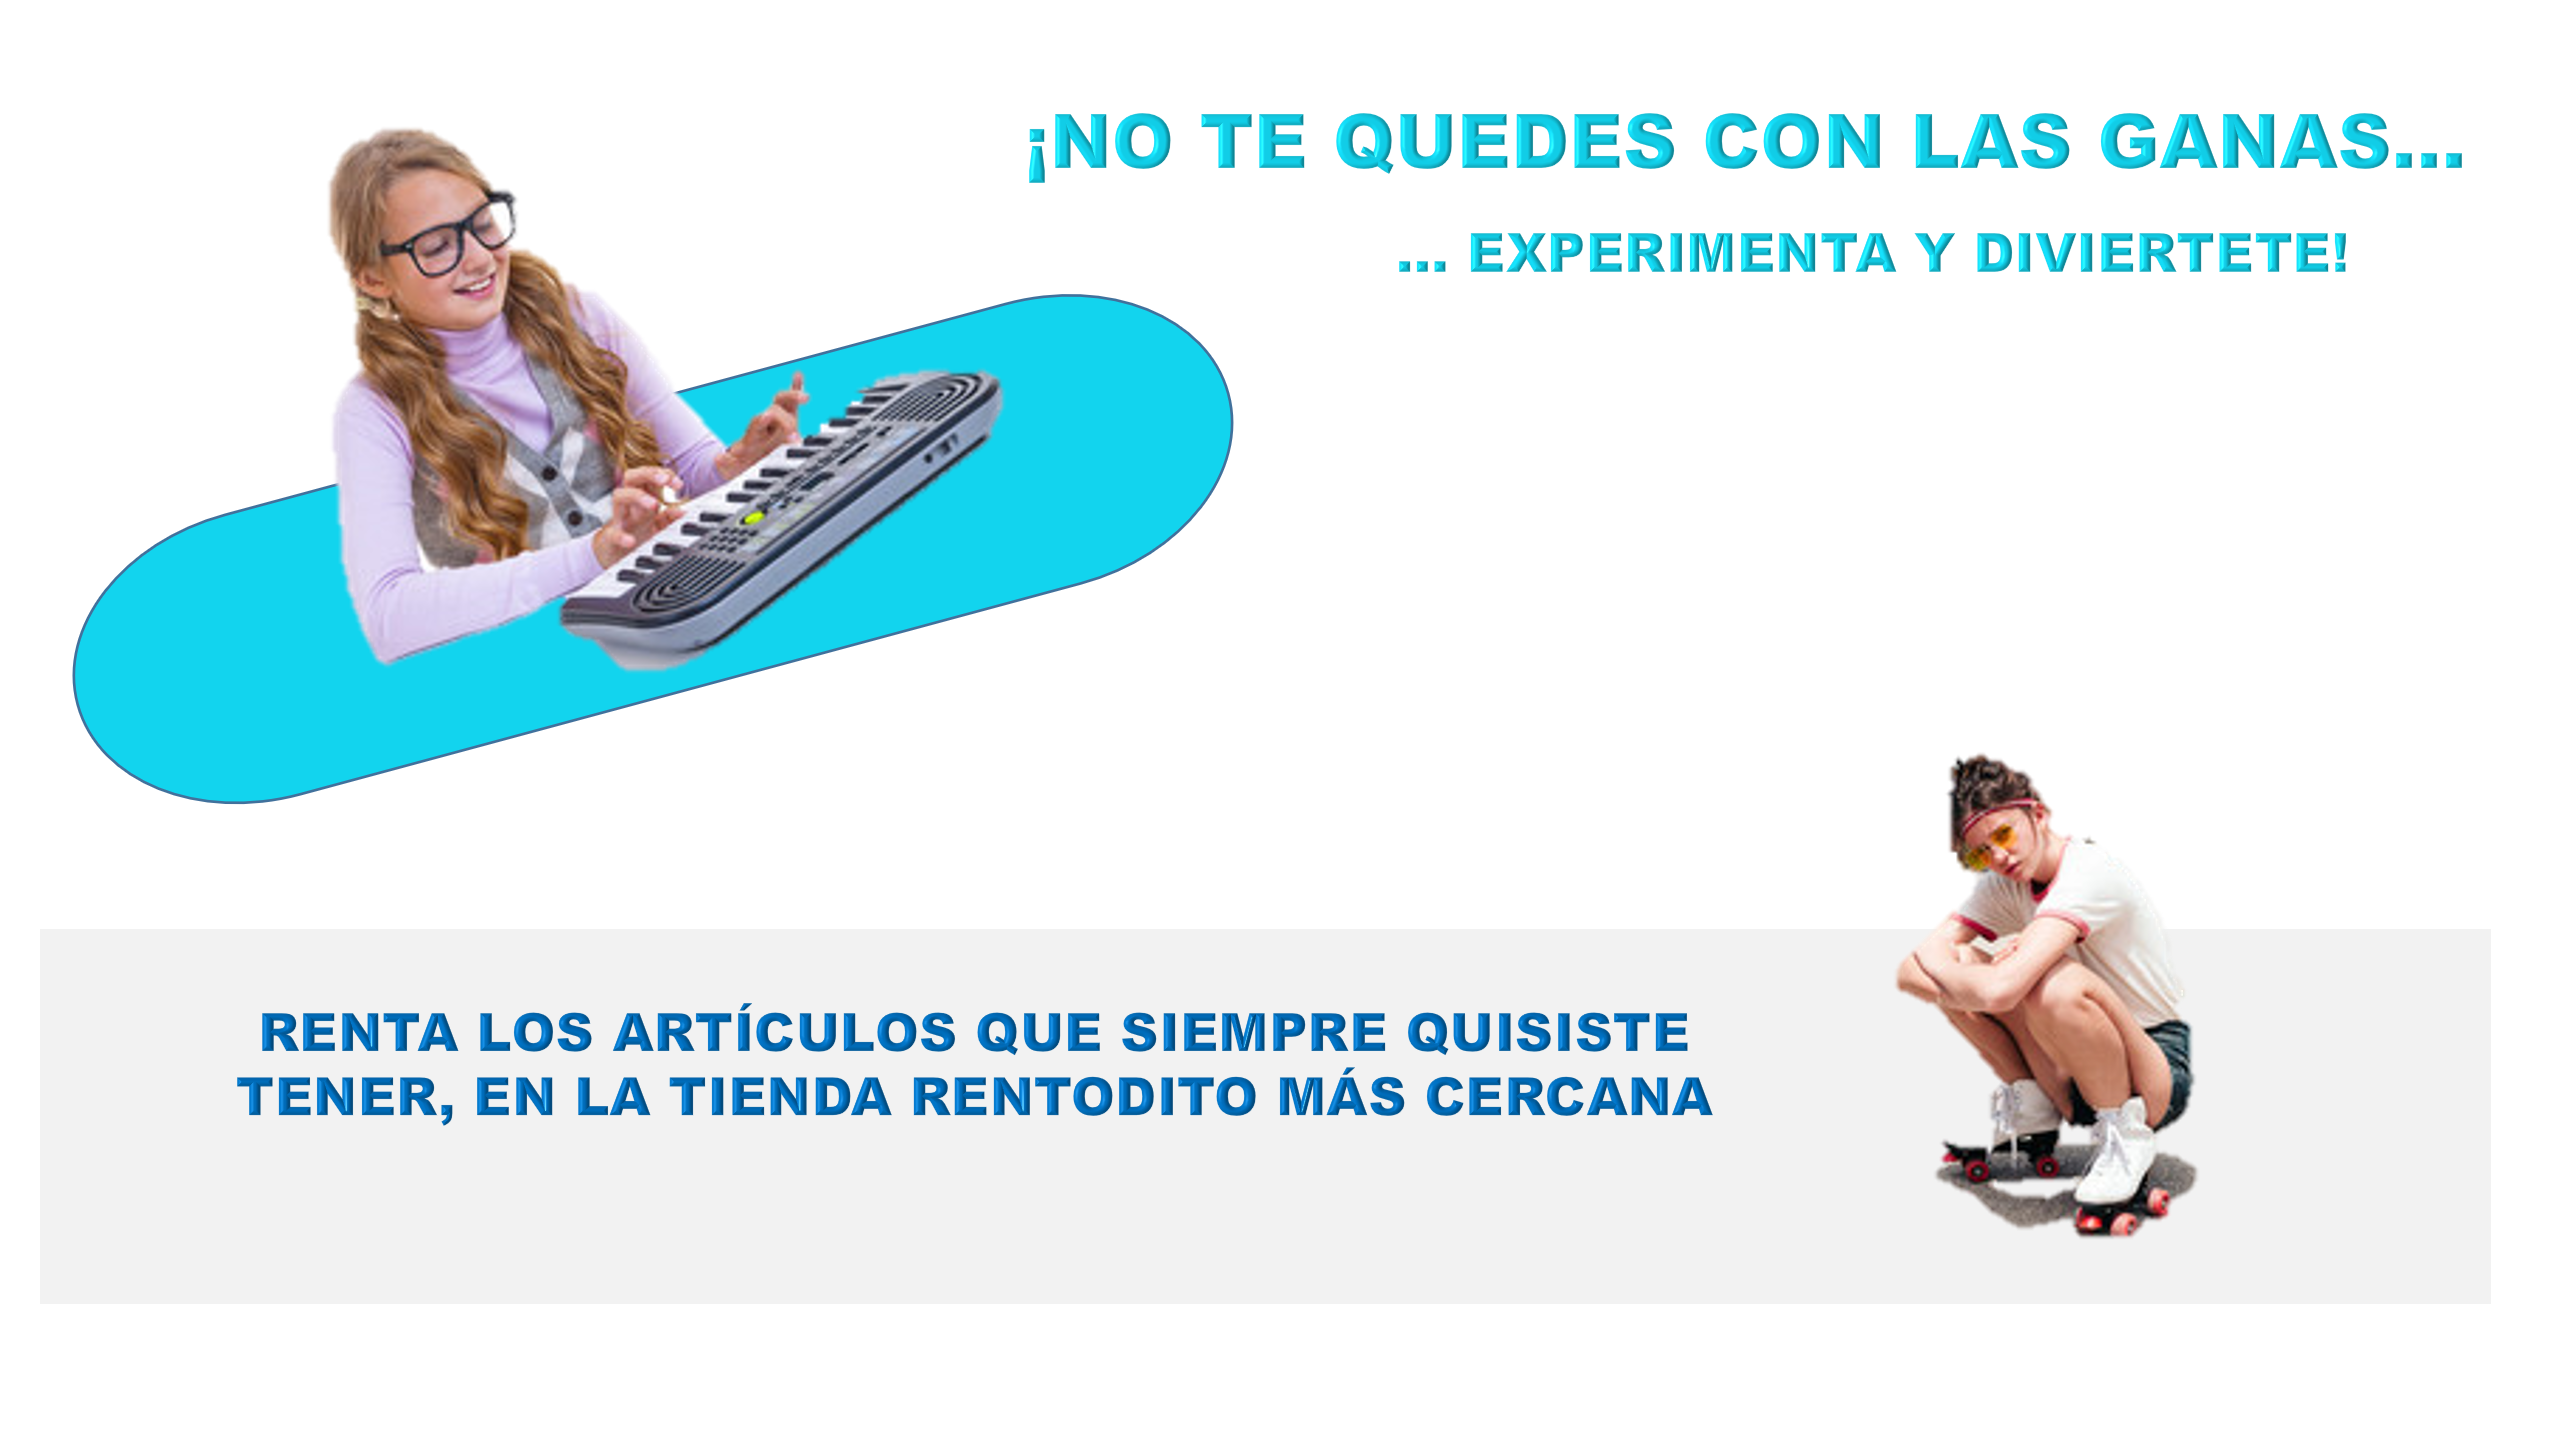 ¡NO TE QUEDES CON LAS GANAS...
... EXPERIMENTA Y DIVIERTETE!
RENTA LOS ARTÍCULOS QUE SIEMPRE QUISISTE
TENER, EN LA TIENDA RENTODITO MÁS CERCANA